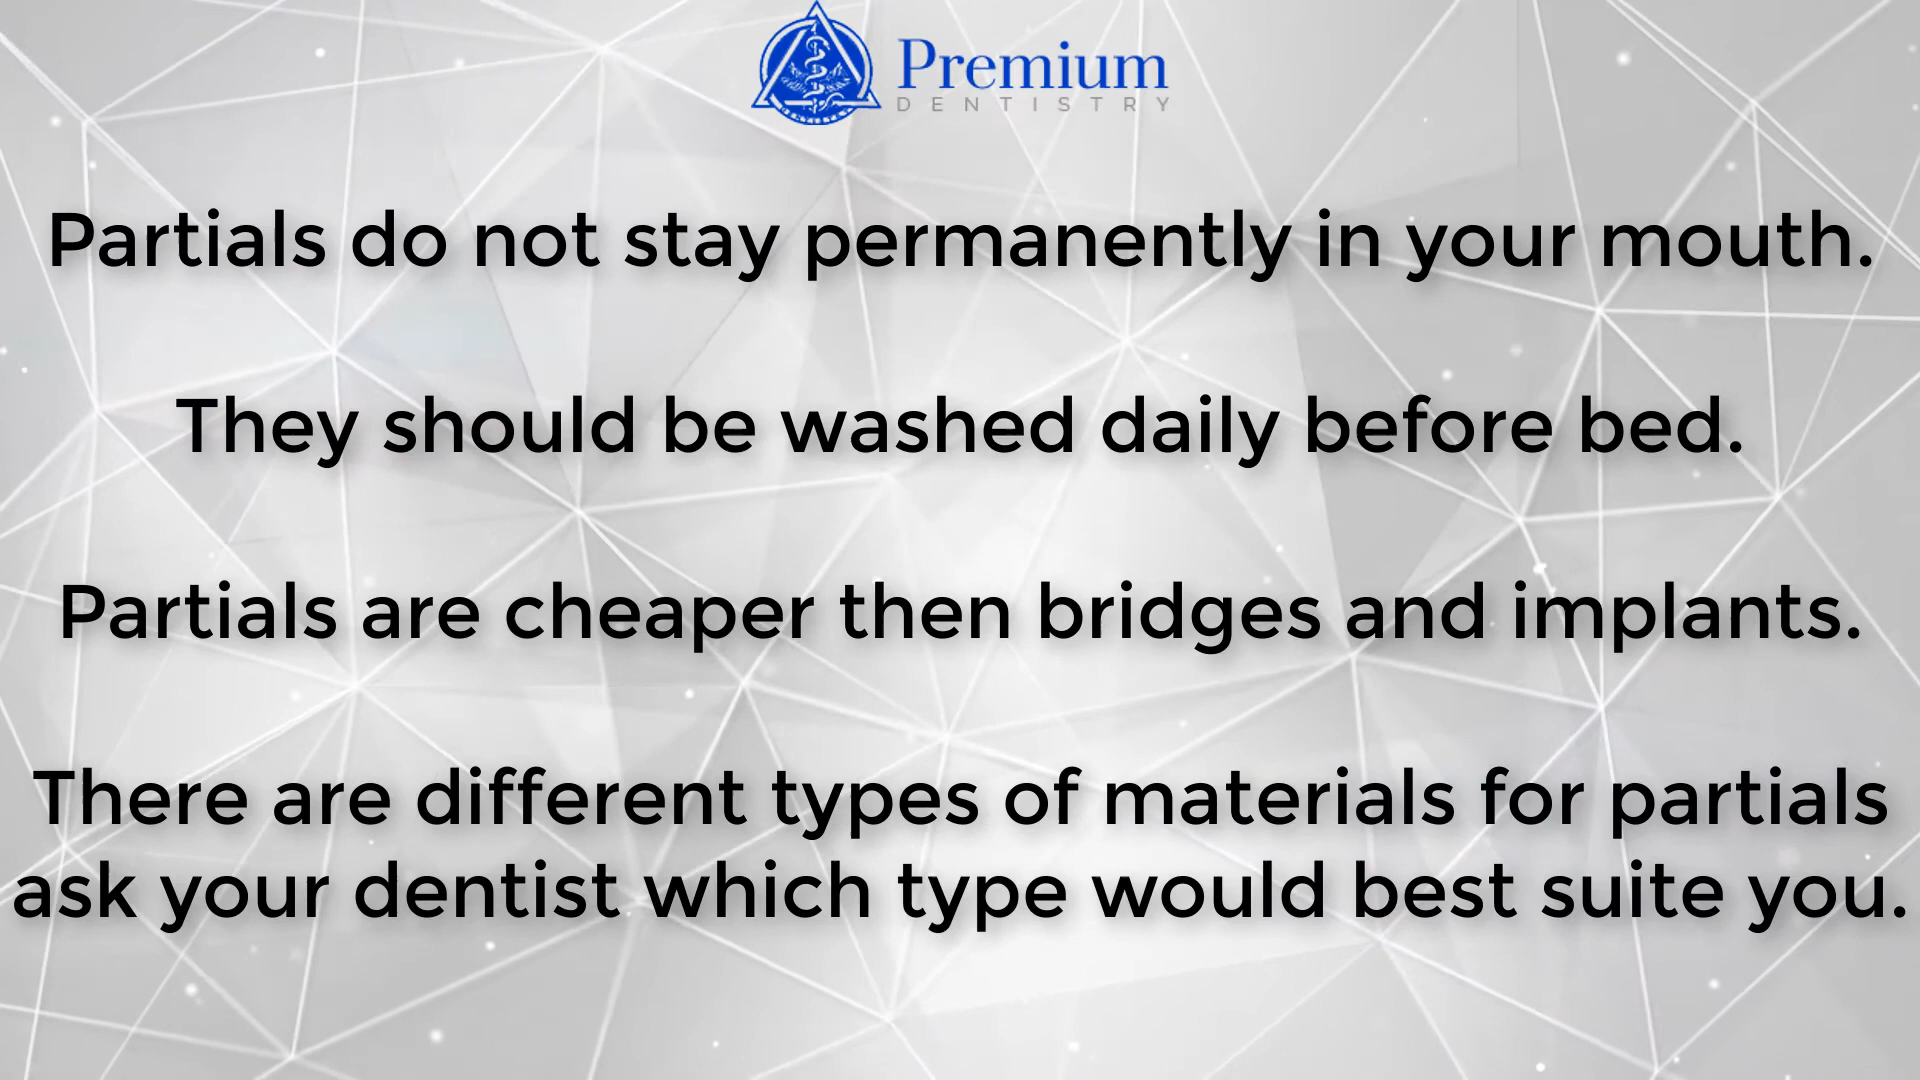 Premium
DENTISTRY
Partials do not stay permanently in your mouth.
They should be washed daily before bed.
Partials are cheaper then bridges and implants.
There are different types of materials for partials
ask your dentist which type would best suite you.